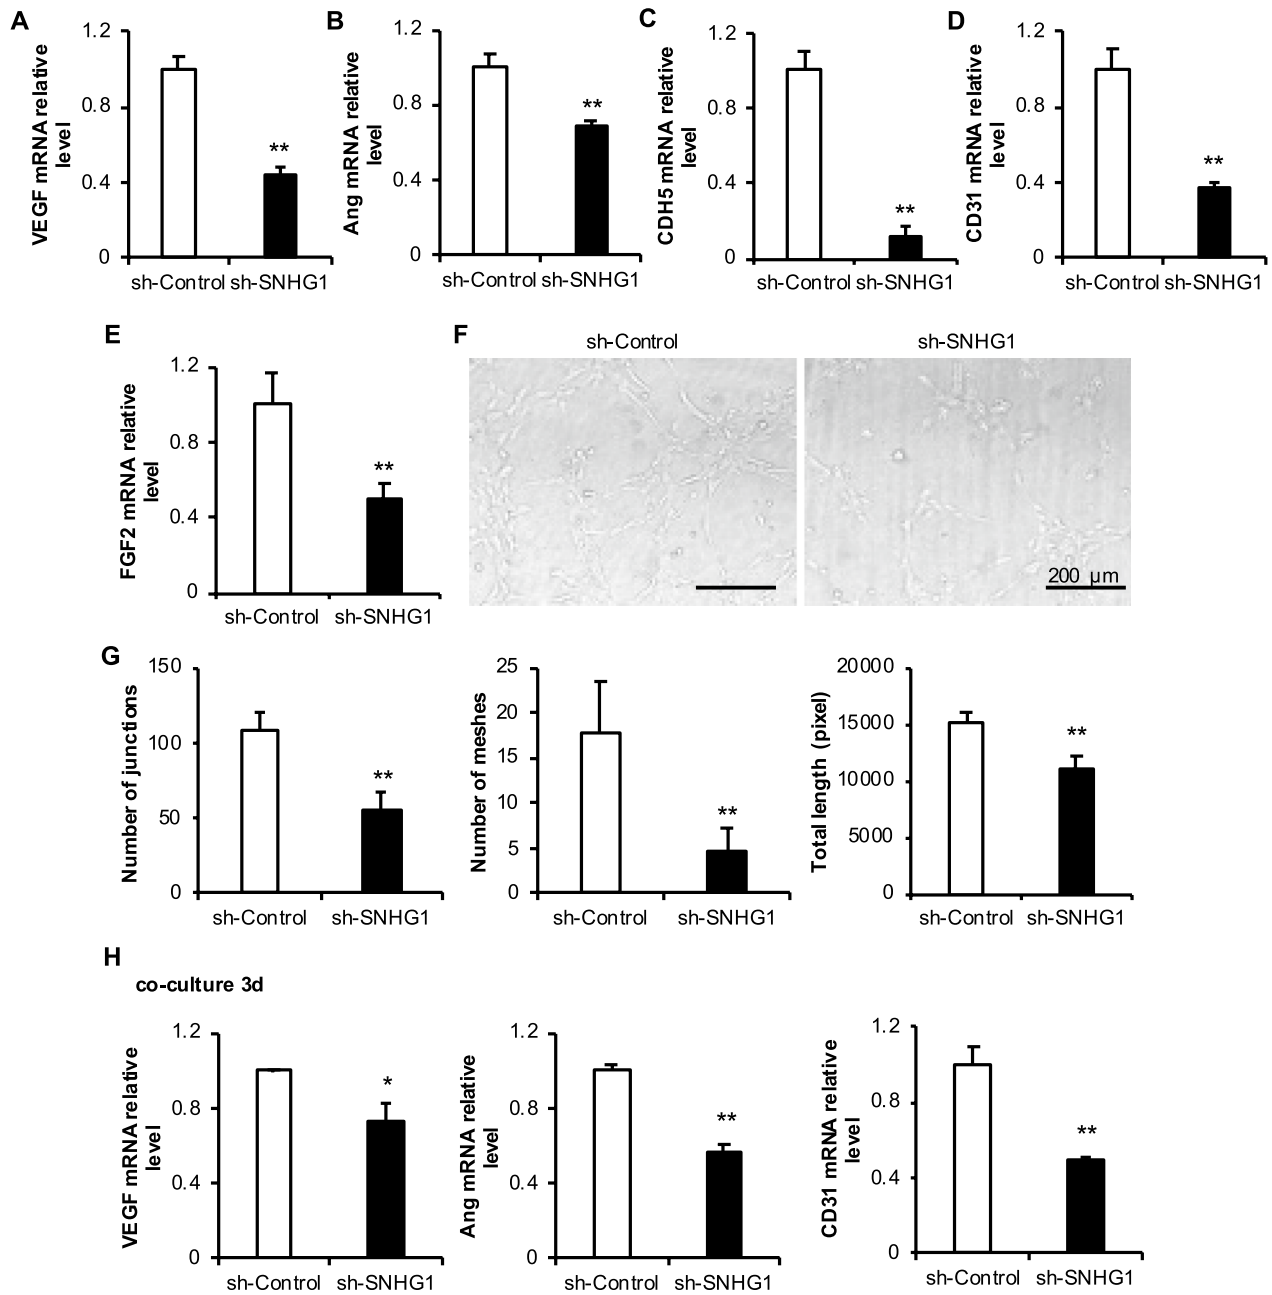 A
VEGF mRNA relative
level
1.2
0.8
0.4
0
**
sh-Control sh-SNHG1
B
Ang mRNA relative
level
1.2
0.8
0.4
0
**
sh-Control sh-SNHG1
C
CDH5 mRNA relative
level
1.2
0.8
0.4
0
**
sh-Control sh-SNHG1
D
CD31 mRNA relative
level
1.2
0.8
0.4
0
**
sh-Control sh-SNHG1
E
FGF2 mRNA relative
level
1.2
0.8
0.4
0
**
sh-Control sh-SNHG1
F
sh-Control
sh-SNHG1
200 µm
G
Number of junctions
150
100
50
0
**
sh-Control sh-SNHG1
Number of meshes
25
20
15
10
5
0
**
sh-Control sh-SNHG1
Total length (pixel)
20000
15000
10000
5000
0
**
sh-Control sh-SNHG1
H
co-culture 3d
VEGF mRNA relative
level
1.2
0.8
0.4
0
*
sh-Control sh-SNHG1
Ang mRNA relative
level
1.2
0.8
0.4
0
**
sh-Control sh-SNHG1
CD31 mRNA relative
level
1.2
0.8
0.4
0
**
sh-Control sh-SNHG1